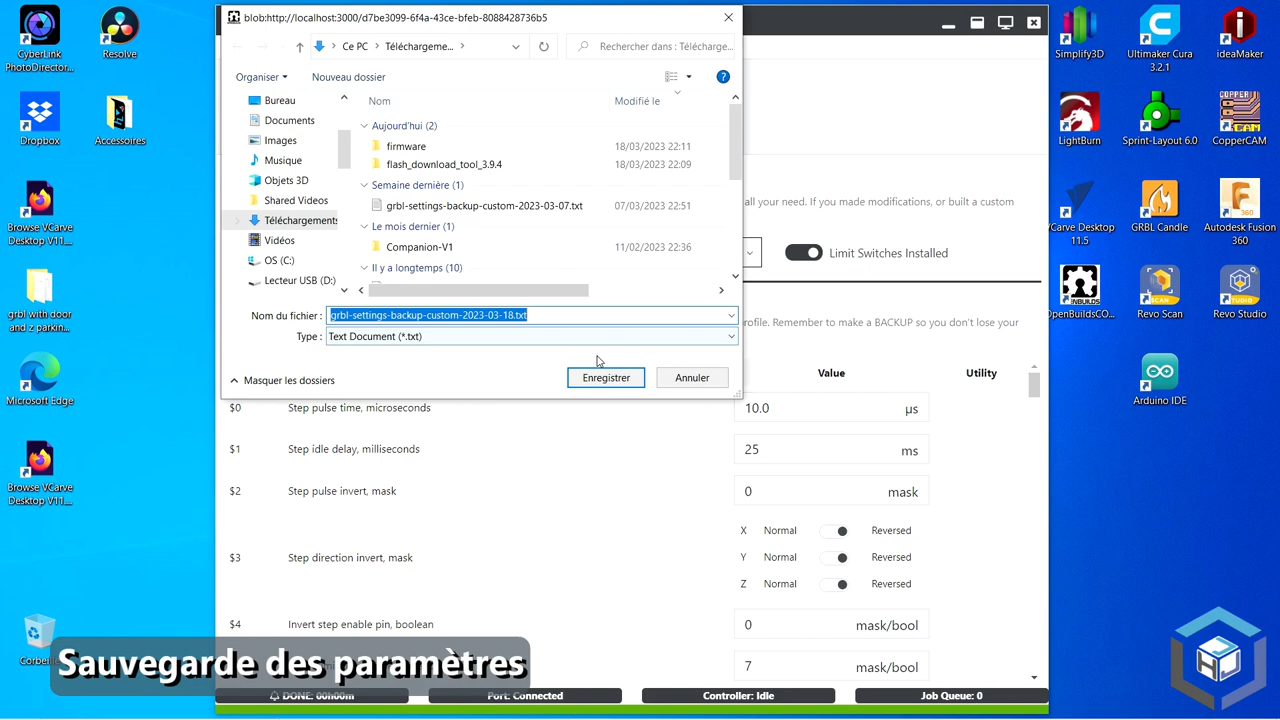 CyberLink
PhotoDirector...
Resolve
Dropbox
Accessoires
Browse VCarve
Desktop V11....
grbl with door
and z parkin...
Microsoft Edge
Browse VCarve
Desktop V11....
blob:http://localhost:3000/d7be3099-6f4a-43ce-bfeb-8088428736b5
Ce PC
Téléchargeme...
Rechercher dans : Télécharge...
Organiser
Nouveau dossier
Bureau
Documents
Images
Musique
Objets 3D
Shared Videos
Téléchargements
Vidéos
OS (C:)
Lecteur USB (D:)
Nom
Modifié le
Aujourd'hui (2)
firmware
18/03/2023 22:11
flash_download_tool_3.9.4
18/03/2023 22:09
Semaine dernière (1)
grbl-settings-backup-custom-2023-03-07.txt
07/03/2023 22:51
Le mois dernier (1)
Companion-V1
11/02/2023 22:36
Il y a longtemps (10)
Nom du fichier :
grbl-settings-backup-custom-2023-03-18.txt
Type :
Text Document (*.txt)
Masquer les dossiers
Enregistrer
Annuler
all your need. If you made modifications, or built a custom
Limit Switches Installed
profile. Remember to make a BACKUP so you don't lose your
Value
Utility
$0 Step pulse time, microseconds 10.0 µs
$1 Step idle delay, milliseconds 25 ms
$2 Step pulse invert, mask 0 mask
X Normal Reversed
$3 Step direction invert, mask
Y Normal Reversed
Z Normal Reversed
$4 Invert step enable pin, boolean 0 mask/bool
7 mask/bool
DONE: 00h00m
Port: Connected
Controller: Idle
Job Queue: 0
Simplify3D
Ultimaker Cura
3.2.1
ideaMaker
LightBurn
Sprint-Layout 6.0
COPPER
CAM
CopperCAM
VCarve Desktop
11.5
GRBL Candle
F
360
Autodesk Fusion
360
OPENBUILDS
OpenBuildsCO...
SCAN
Revo Scan
STUDIO
Revo Studio
Arduino IDE
Sauvegarde des paramètres
HJ